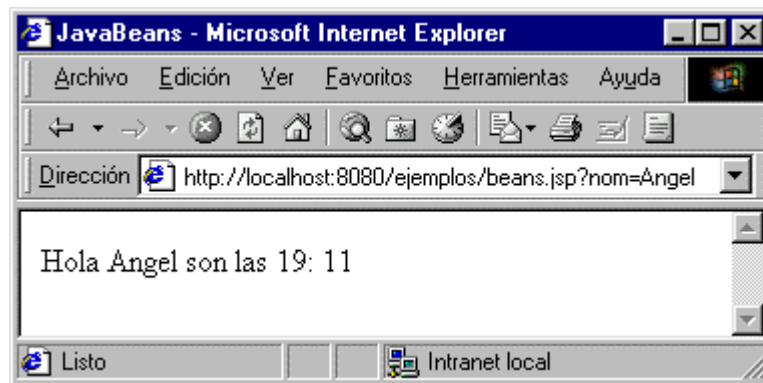 JavaBeans - Microsoft Internet Explorer
Archivo Edición Ver Favoritos Herramientas Ayuda
Dirección http://localhost:8080/ejemplos/beans.jsp?nom=Angel
Hola Angel son las 19: 11
Listo Intranet local